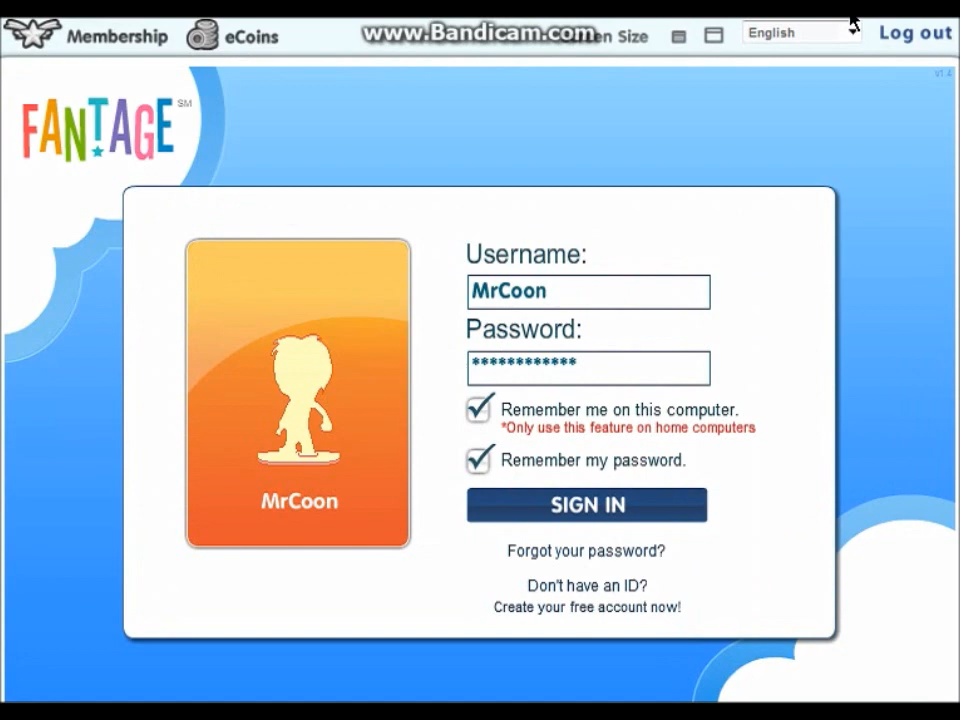 Membership
eCoins
www.Bandicam.com
en Size
English
Log out
v1.4
FANTAGE SM
Username:
MrCoon
Password:
************
Remember me on this computer.
*Only use this feature on home computers
Remember my password.
MrCoon
SIGN IN
Forgot your password?
Don't have an ID?
Create your free account now!